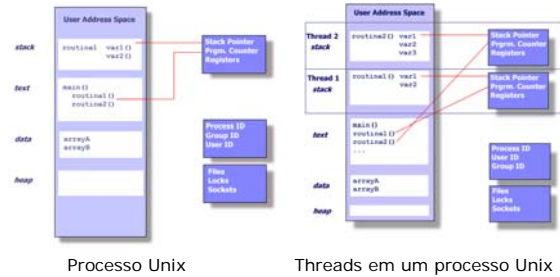 User Address Space
stack
routine1 var1()
var2()
Stack Pointer
Prgrm. Counter
Registers
text
main()
routine1()
routine2()
data
arrayA
arrayB
heap
Process ID
Group ID
User ID
Files
Locks
Sockets
Processo Unix
User Address Space
Thread 2
stack
routine2() var1
var2
var3
Stack Pointer
Prgrm. Counter
Registers
Thread 1
stack
routine1() var1
var2
Stack Pointer
Prgrm. Counter
Registers
text
main()
routine1()
routine2()
...
data
arrayA
arrayB
heap
Process ID
User ID
Group ID
Files
Locks
Sockets
Threads em um processo Unix